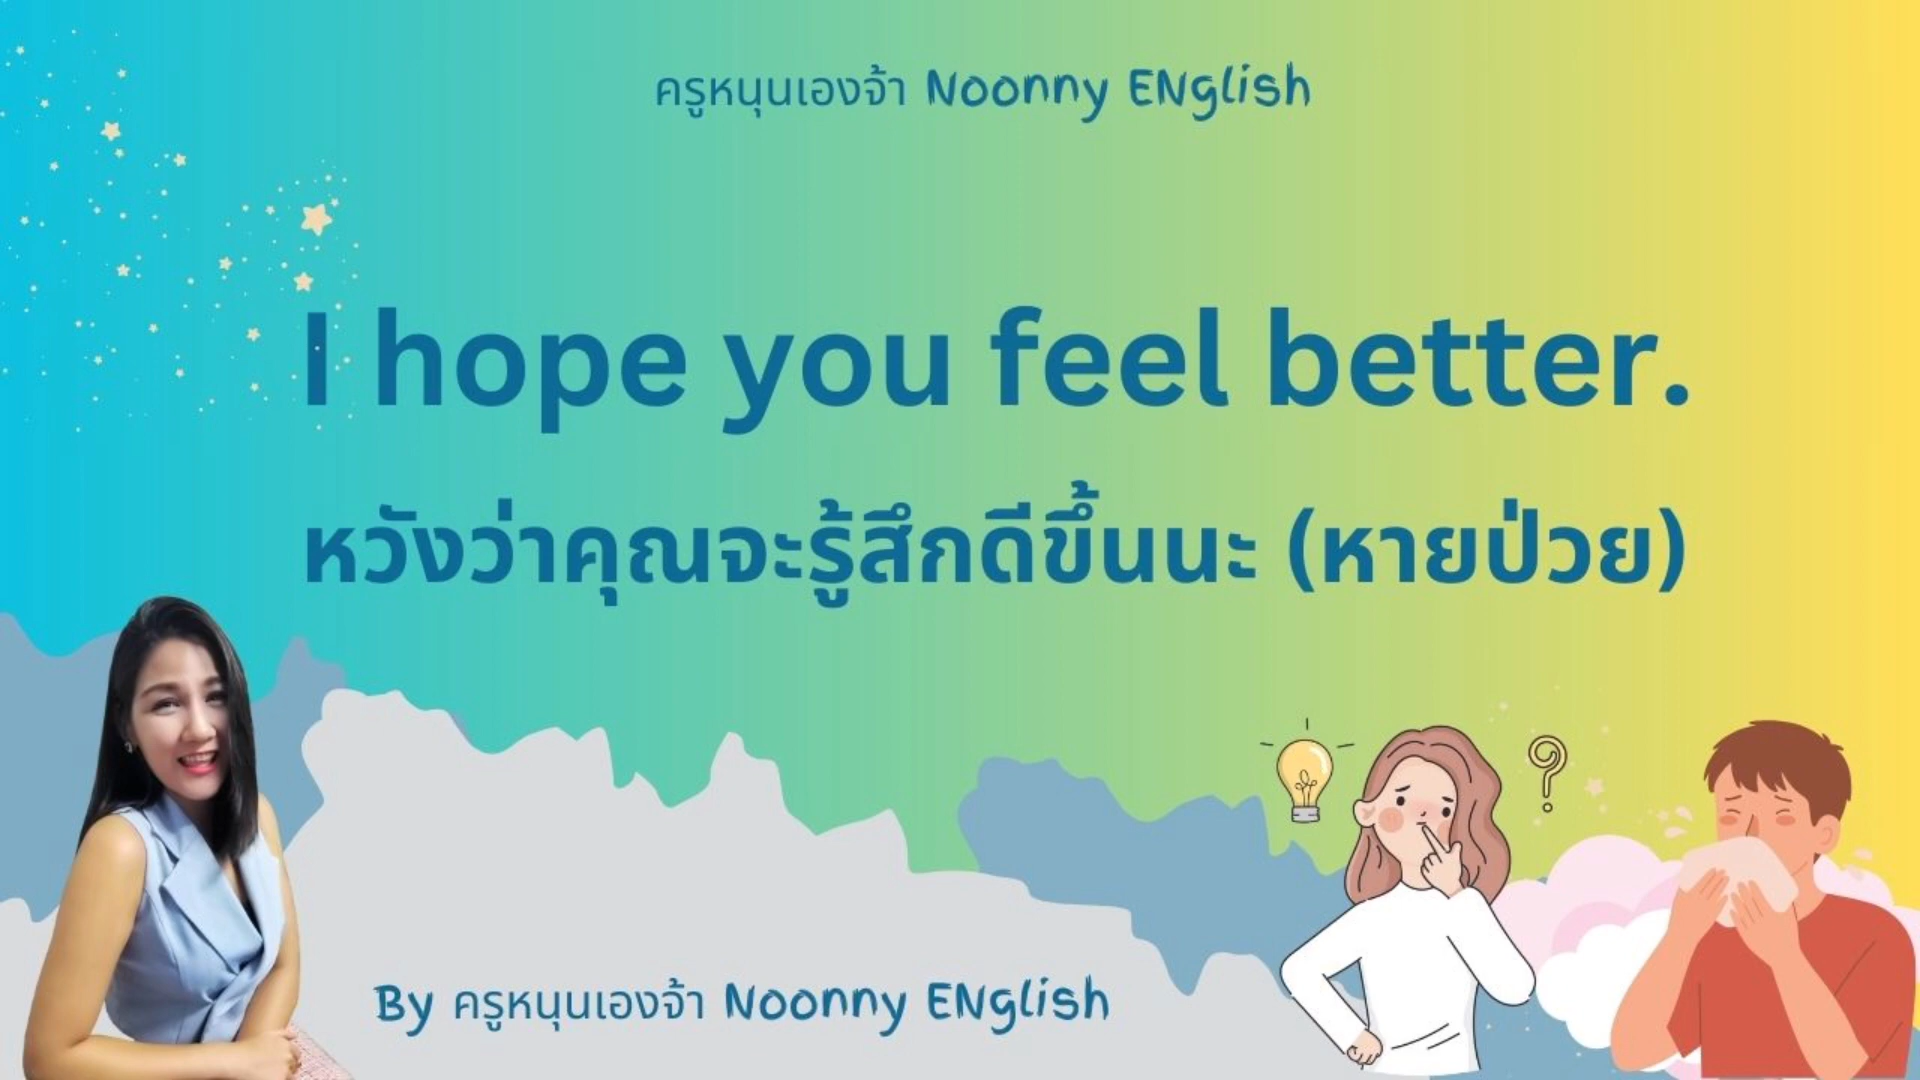 ครูหนุนเองจ้า Noonny ENglish
I hope you feel better.
หวังว่าคุณจะรู้สึกดีขึ้นนะ (หายป่วย)
By ครูหนุนเองจ้า Noonny ENglish